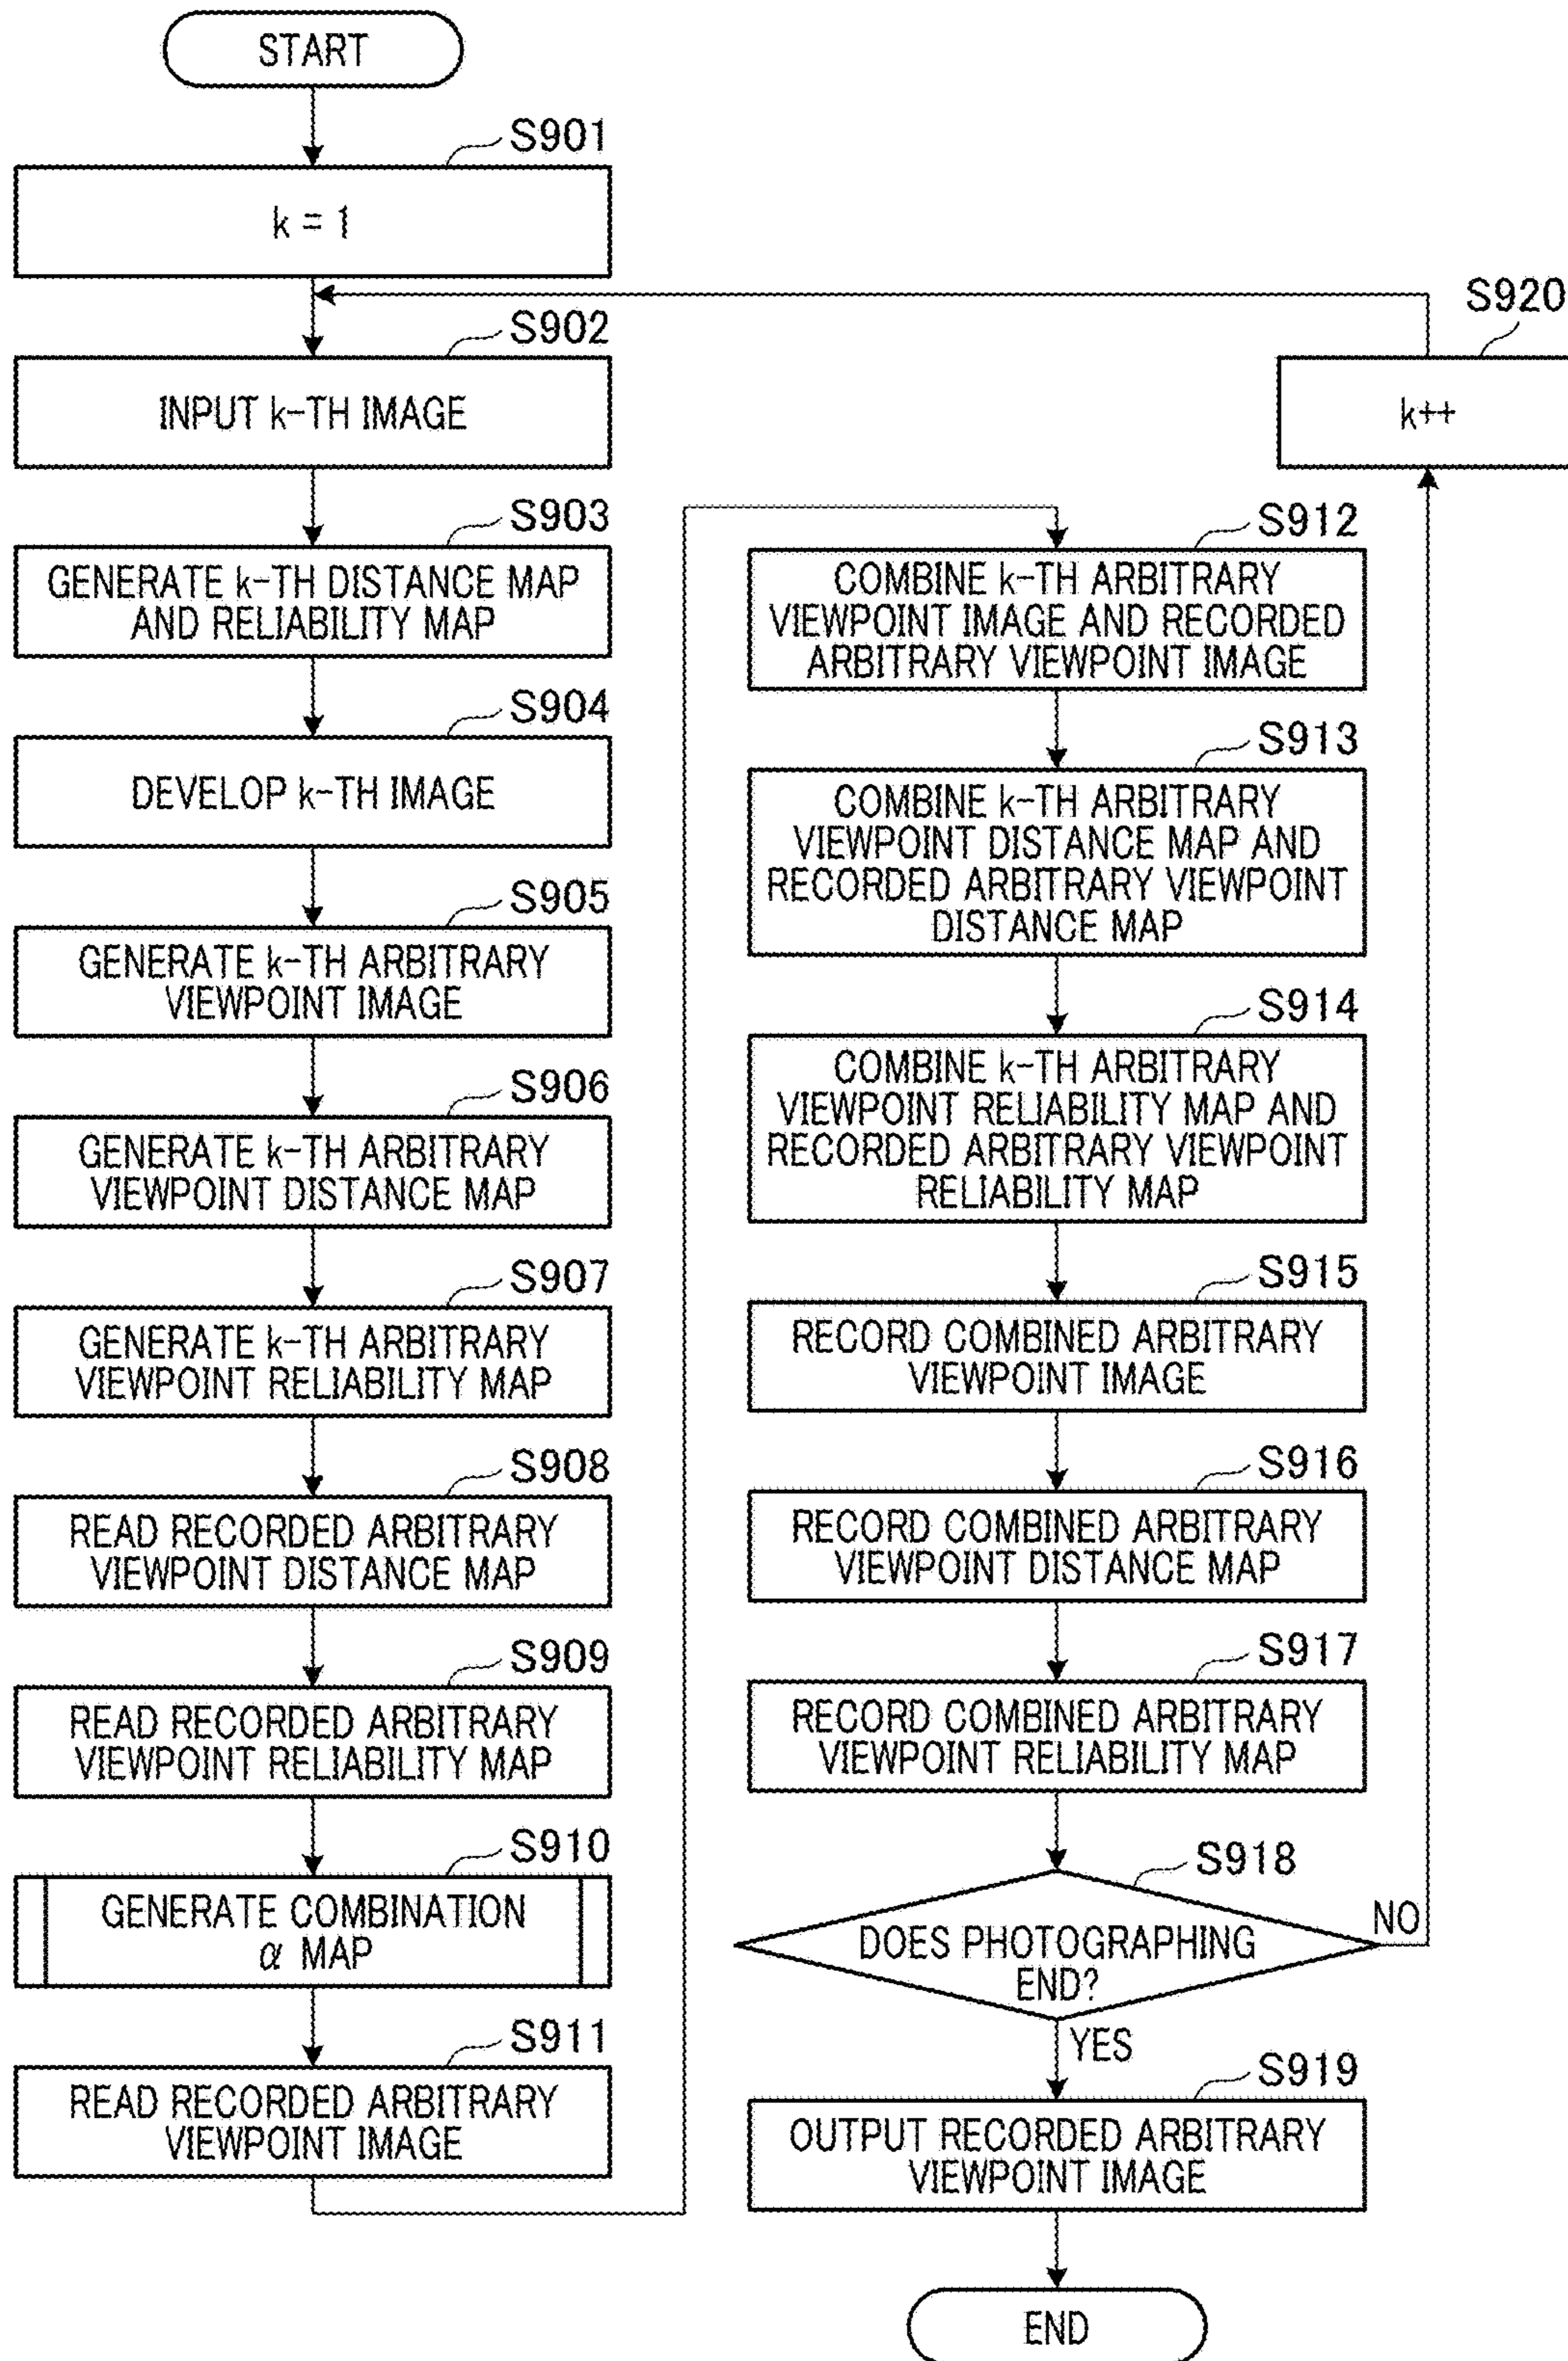 START
S901
k = 1
S902
INPUT k-TH IMAGE
S903
GENERATE k-TH DISTANCE MAP
AND RELIABILITY MAP
S904
DEVELOP k-TH IMAGE
S905
GENERATE k-TH ARBITRARY
VIEWPOINT IMAGE
S906
GENERATE k-TH ARBITRARY
VIEWPOINT DISTANCE MAP
S907
GENERATE k-TH ARBITRARY
VIEWPOINT RELIABILITY MAP
S908
READ RECORDED ARBITRARY
VIEWPOINT DISTANCE MAP
S909
READ RECORDED ARBITRARY
VIEWPOINT RELIABILITY MAP
S910
GENERATE COMBINATION
α MAP
S911
READ RECORDED ARBITRARY
VIEWPOINT IMAGE
S912
COMBINE k-TH ARBITRARY
VIEWPOINT IMAGE AND RECORDED
ARBITRARY VIEWPOINT IMAGE
S913
COMBINE k-TH ARBITRARY
VIEWPOINT DISTANCE MAP AND
RECORDED ARBITRARY VIEWPOINT
DISTANCE MAP
S914
COMBINE k-TH ARBITRARY
VIEWPOINT RELIABILITY MAP AND
RECORDED ARBITRARY VIEWPOINT
RELIABILITY MAP
S915
RECORD COMBINED ARBITRARY
VIEWPOINT IMAGE
S916
RECORD COMBINED ARBITRARY
VIEWPOINT DISTANCE MAP
S917
RECORD COMBINED ARBITRARY
VIEWPOINT RELIABILITY MAP
S918
DOES PHOTOGRAPHING
END?
NO
YES
S919
OUTPUT RECORDED ARBITRARY
VIEWPOINT IMAGE
END
S920
k++